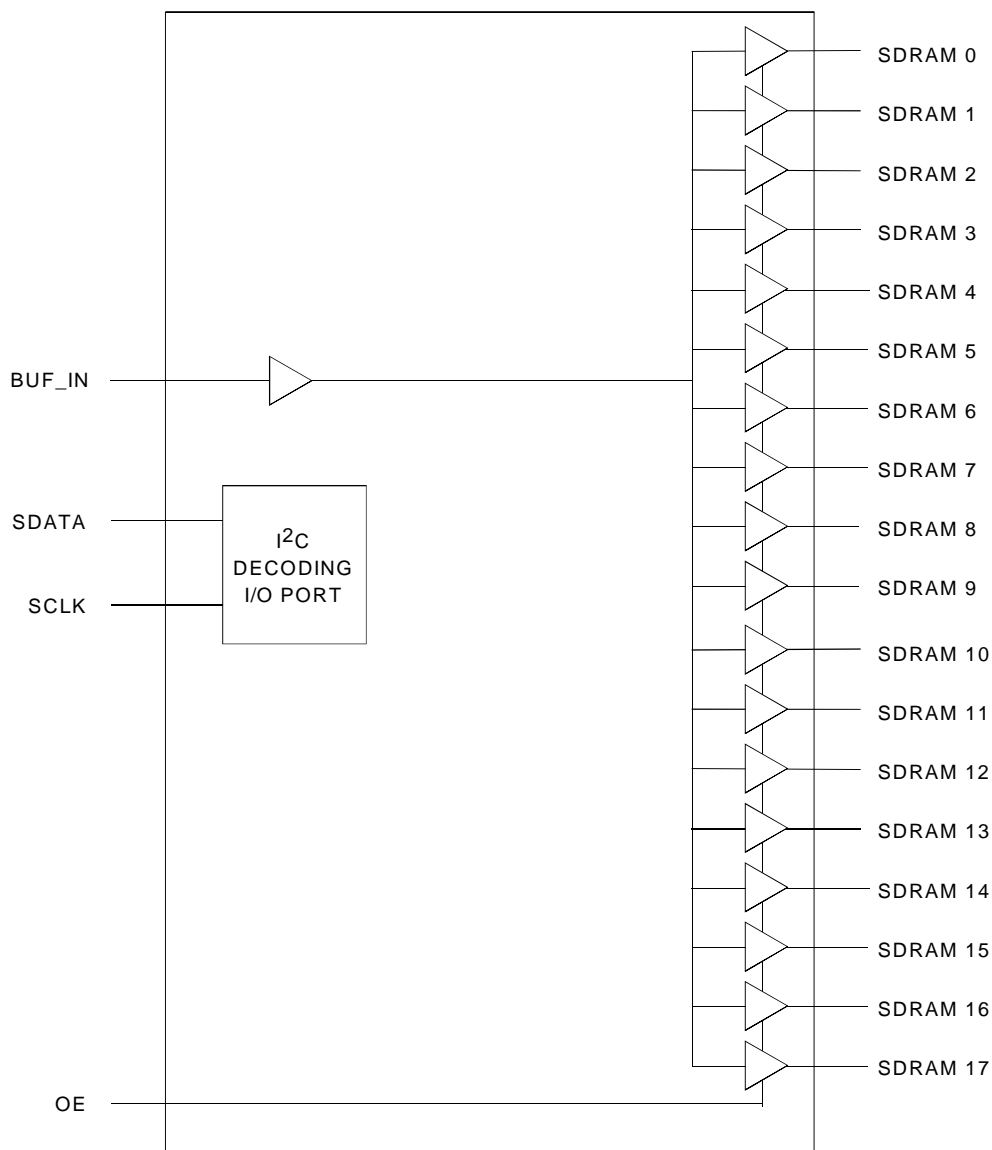 SDRAM 0
SDRAM 1
SDRAM 2
SDRAM 3
SDRAM 4
SDRAM 5
BUF_IN
SDRAM 6
SDRAM 7
SDATA
SDRAM 8
I2C
DECODING
I/O PORT
SCLK
SDRAM 9
SDRAM 10
SDRAM 11
SDRAM 12
SDRAM 13
SDRAM 14
SDRAM 15
SDRAM 16
SDRAM 17
OE